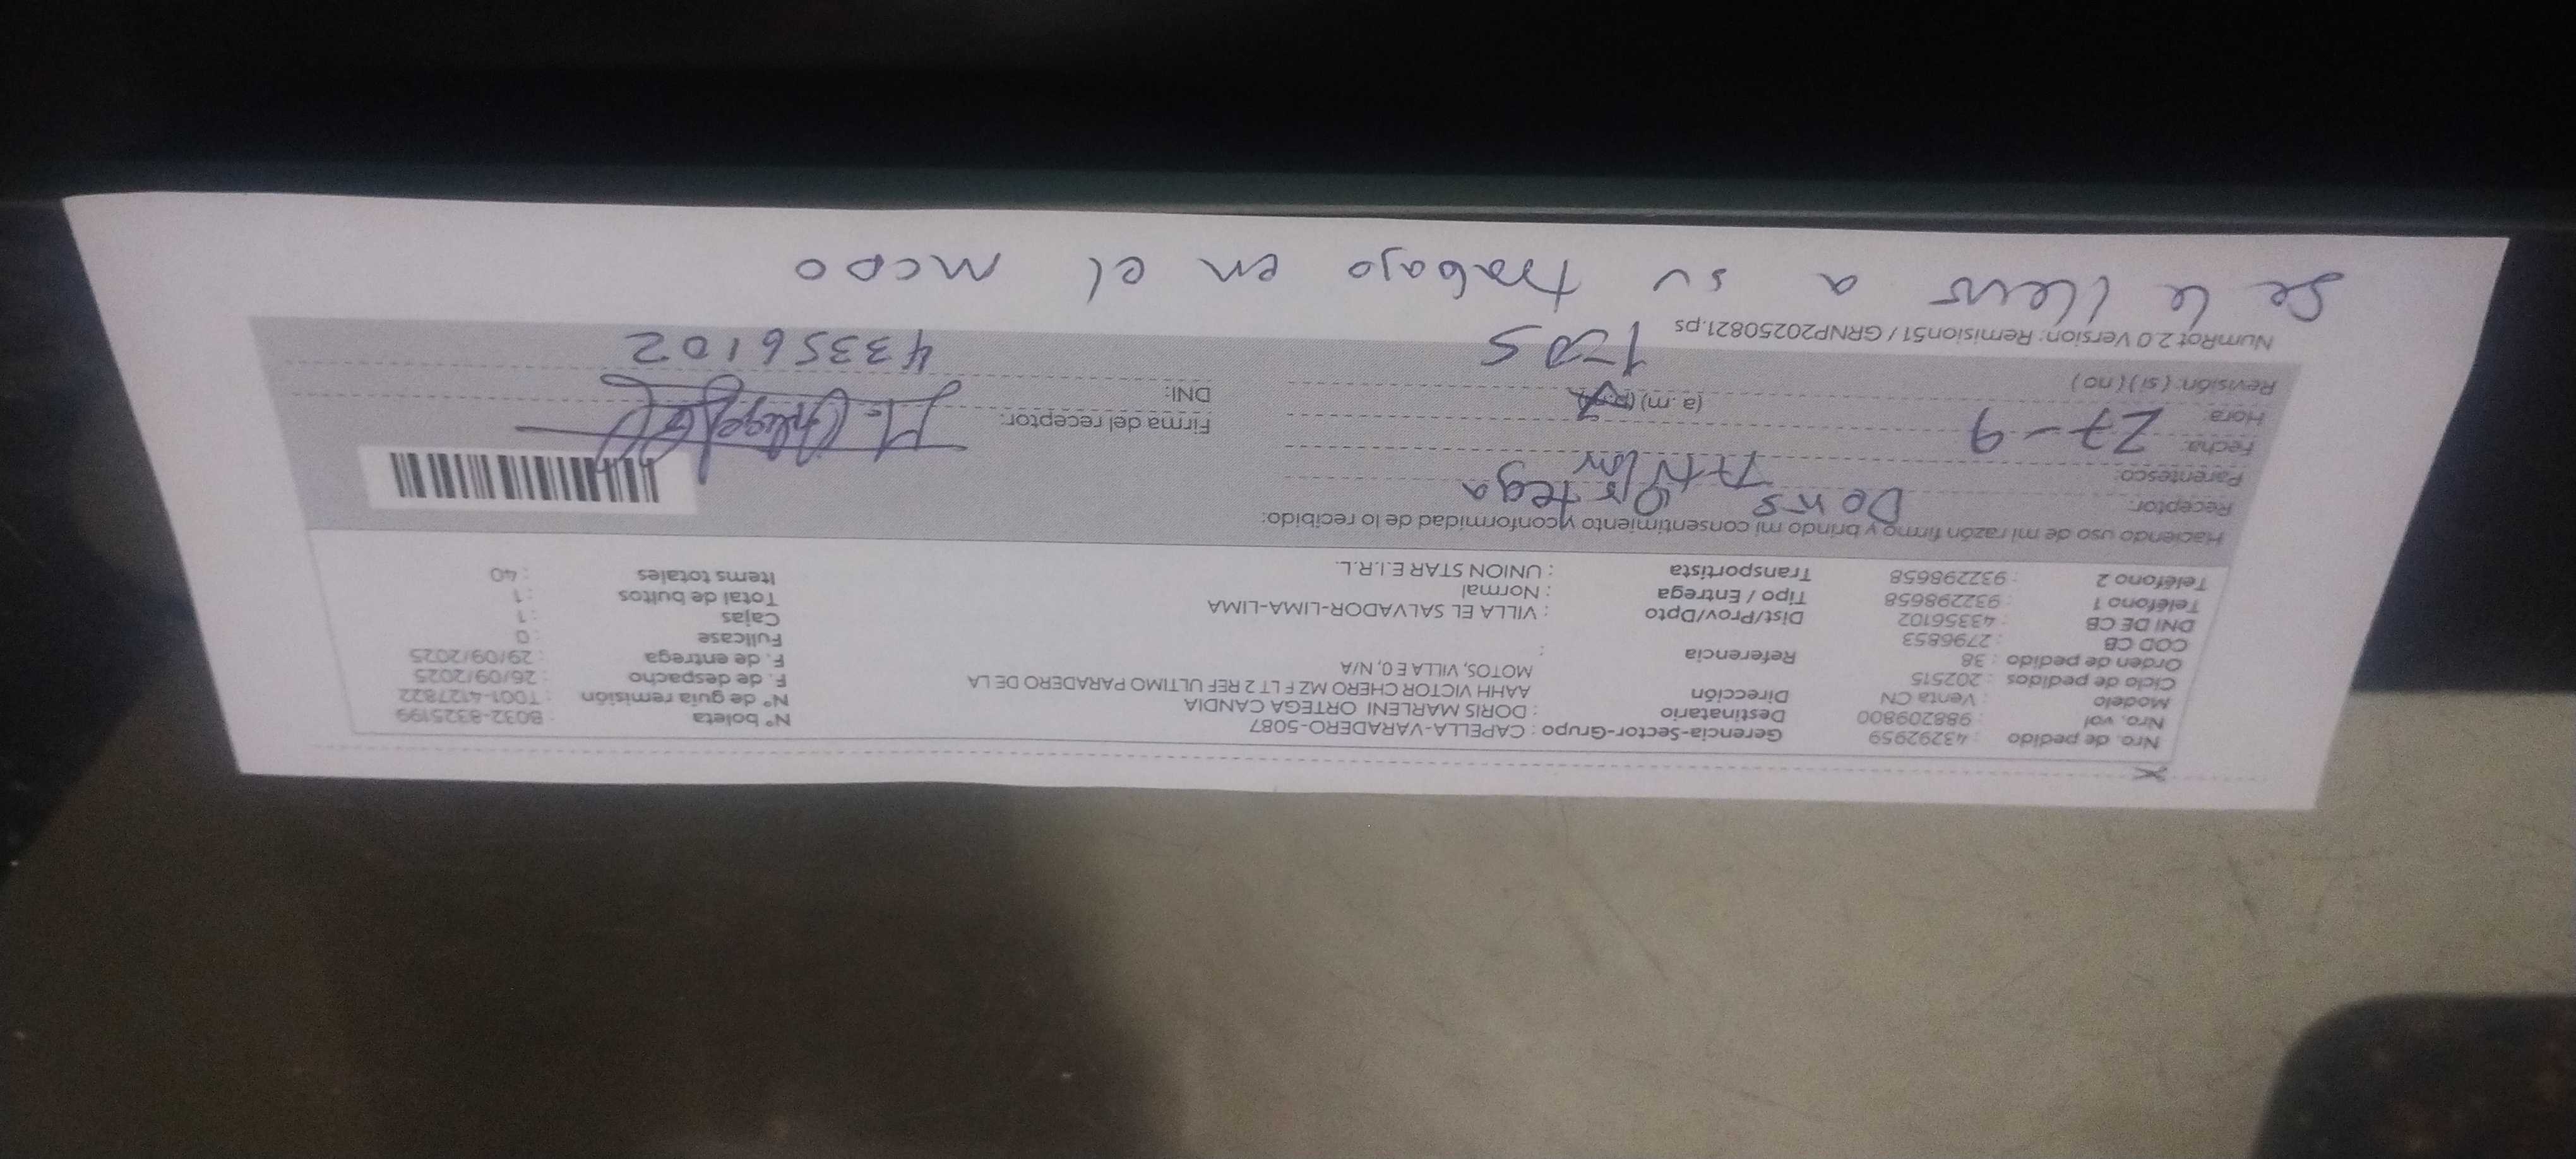 Nro. de pedido : 43292959 Gerencia-Sector-Grupo : CAPELLA-VARADERO-5087 N° boleta : B032-8325199
Nro. vol : 988209800 Destinatario : DORIS MARLENI ORTEGA CANDIA N° de guía remisión : T001-4127822
Modelo : Venta CN Dirección AAHH VICTOR CHERO MZ F LT 2 REF ULTIMO PARADERO DE LA F. de despacho : 26/09/2025
Ciclo de pedidos : 202515 MOTOS, VILLA E 0, N/A F. de entrega : 29/09/2025
Orden de pedido : 38 Referencia : Fullcase : 0
COD CB : 2796853 Dist/Prov/Dpto : VILLA EL SALVADOR-LIMA-LIMA Cajas : 1
DNI DE CB : 43356102 Tipo / Entrega : Normal Total de bultos : 1
Teléfono 1 : 932298658 Transportista : UNION STAR E.I.R.L. Items totales : 40
Teléfono 2 : 932298658
Haciendo uso de mi razón firmo y brindo mi consentimiento y conformidad de lo recibido:
Receptor: Doris Ortega
Parentesco: Titular
Fecha: 27-9 Firma del receptor:
Hora: (a.m) (p.m)
Revisión: ( si ) ( no ) 1-05 DNI: 43356102
NumRot 2.0 Version: Remision51 / GRNP20250821.ps
Se le llevo a su trabajo en el mcdo